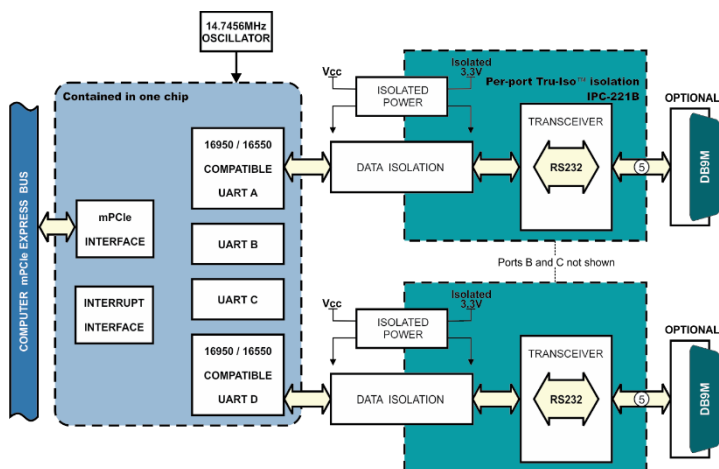 14.7456MHz
OSCILLATOR
Contained in one chip
COMPUTER mPCIe EXPRESS BUS
mPCIe
INTERFACE
INTERRUPT
INTERFACE
16950 / 16550
COMPATIBLE
UART A
UART B
UART C
16950 / 16550
COMPATIBLE
UART D
Vcc
Isolated
3.3V
ISOLATED
POWER
DATA ISOLATION
Per-port Tru-Iso™ isolation
IPC-221B
TRANSCEIVER
RS232
5
OPTIONAL
DB9M
Ports B and C not shown
Vcc
Isolated
3.3V
ISOLATED
POWER
DATA ISOLATION
TRANSCEIVER
RS232
5
OPTIONAL
DB9M